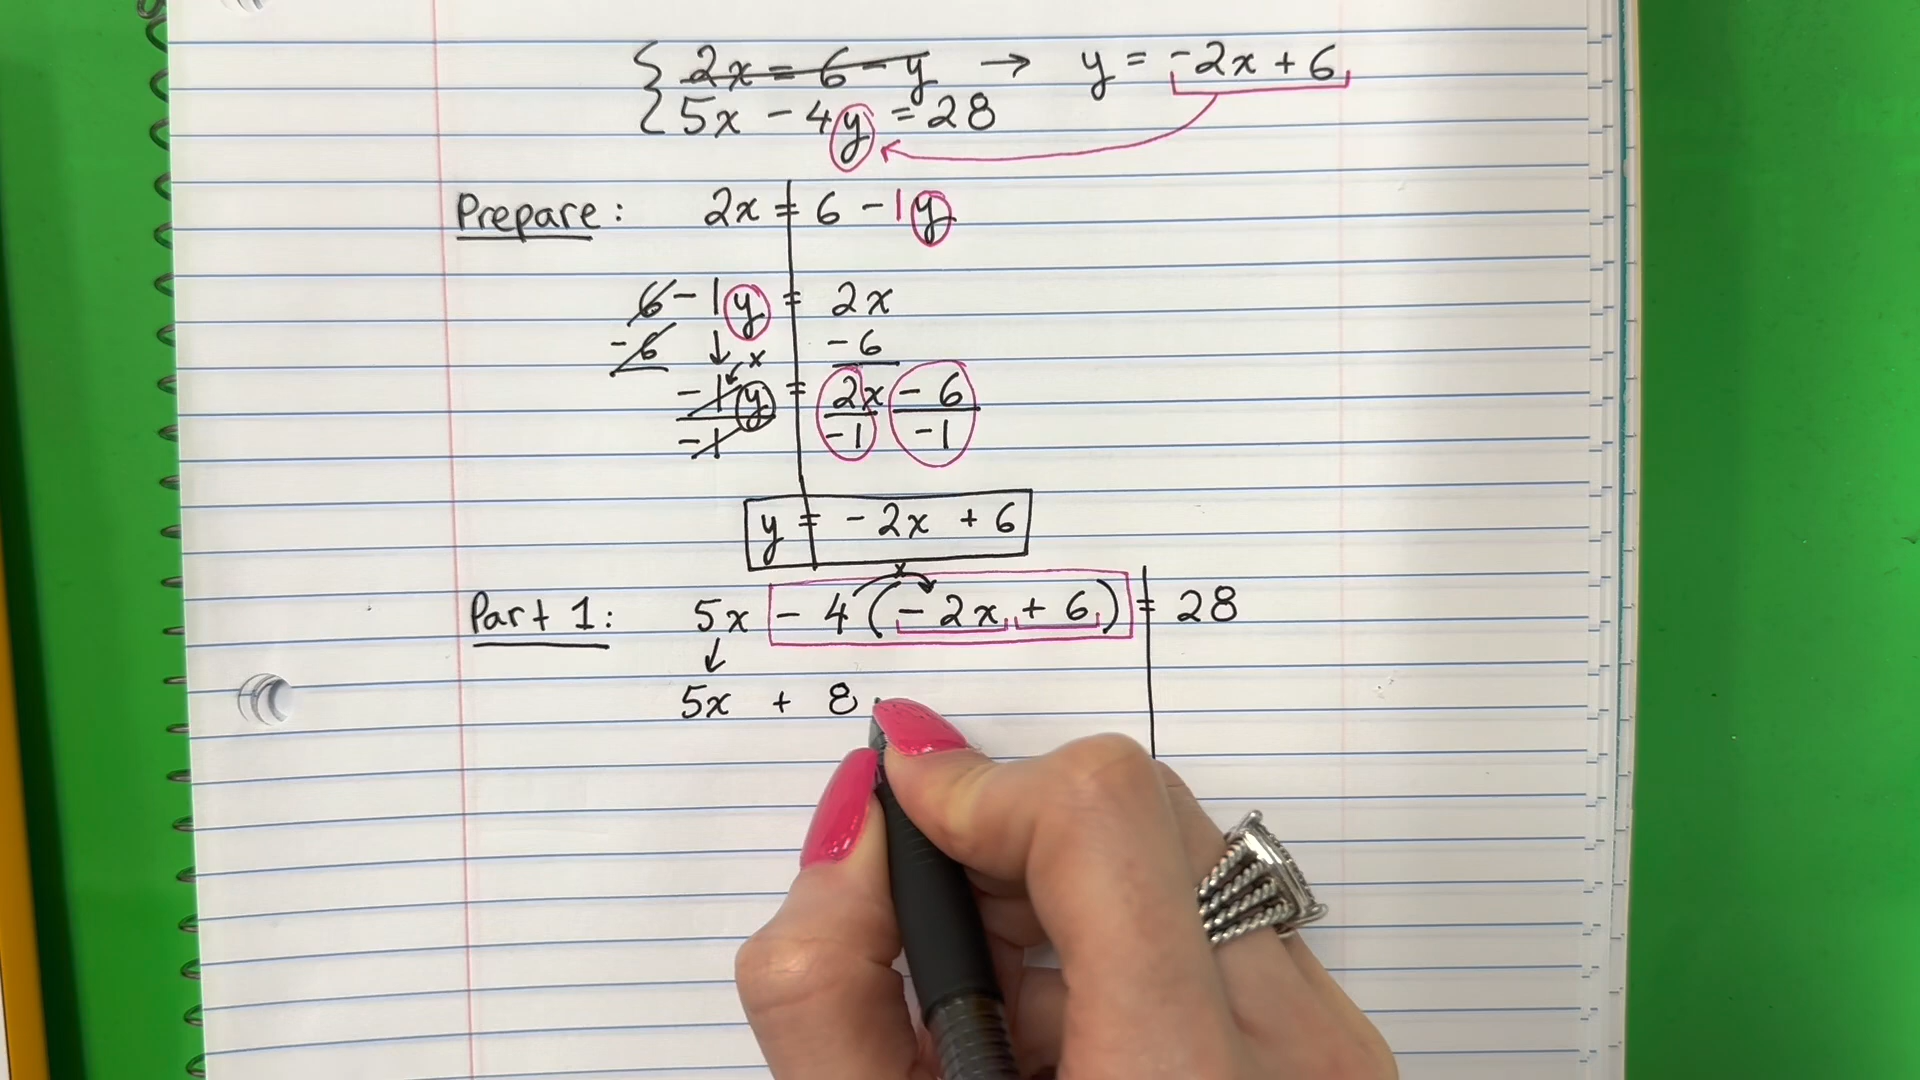 { 2x = 6 - y → y = -2x + 6
5x - 4y = 28
Prepare: 2x = 6 - 1y
6 - 1y = 2x
-6 ↓ x -6
-1y = 2x - 6
-1 -1 -1
y = -2x + 6
x
Part 1: 5x - 4(-2x + 6) = 28
↓
5x + 8